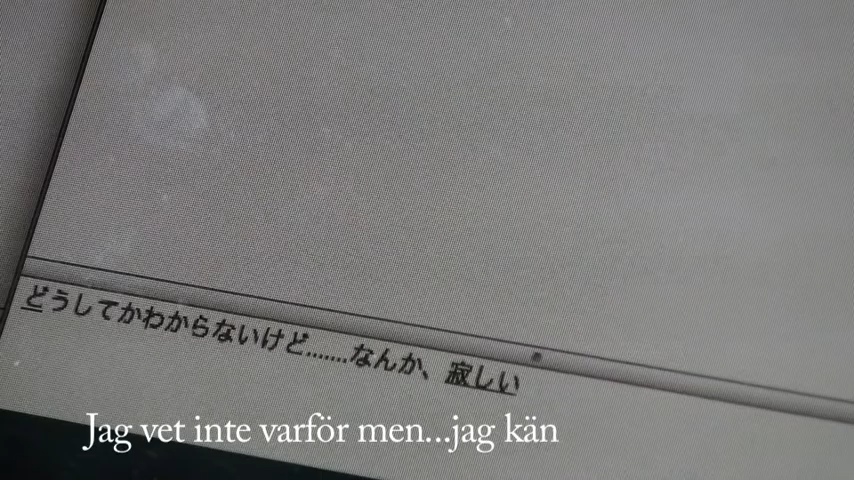 どうしてかわからないけど.......なんか、寂しい
Jag vet inte varför men...jag kän